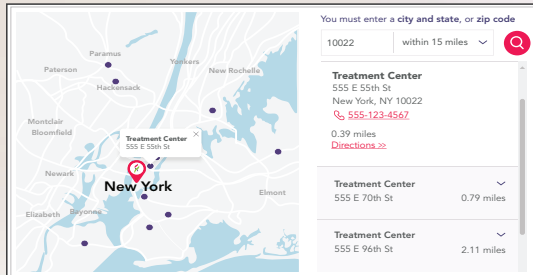 You must enter a city and state, or zip code
10022
within 15 miles
Paramus
Paterson
Hackensack
Yonkers
New Rochelle
Montclair
Bloomfield
Treatment Center
555 E 55th St
Newark
New York
Elmont
Elizabeth
Bayonne
Treatment Center
555 E 55th St
New York, NY 10022
555-123-4567
0.39 miles
Directions >>
Treatment Center
555 E 70th St
0.79 miles
Treatment Center
555 E 96th St
2.11 miles